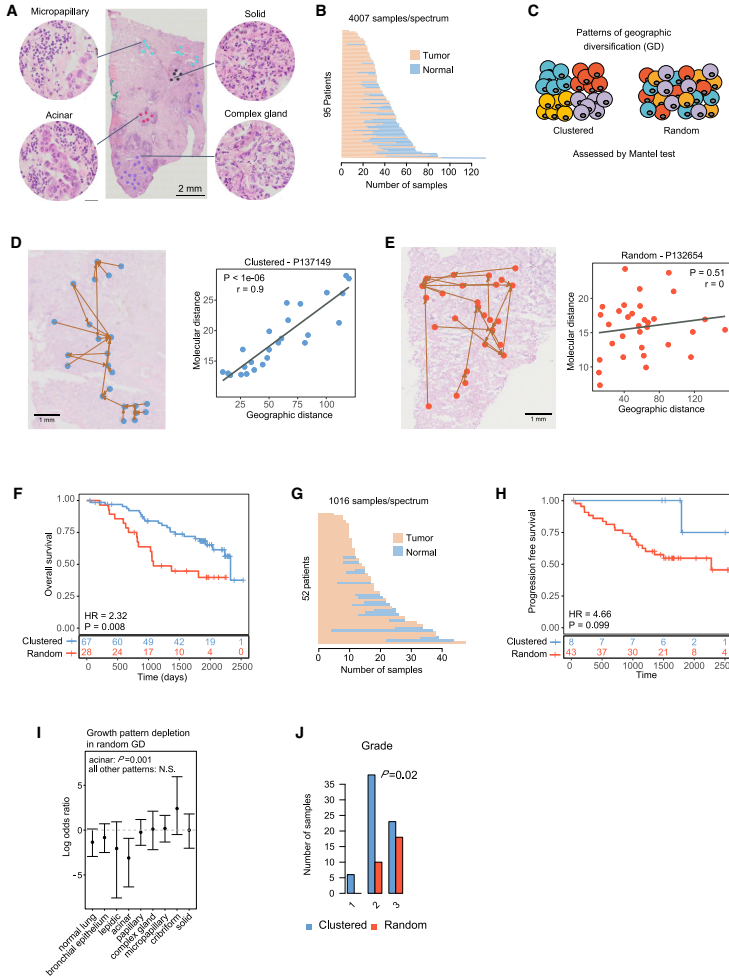 A
Micropapillary
Solid
Acinar
Complex gland
2 mm
B
4007 samples/spectrum
Tumor
Normal
95 Patients
0 20 40 60 80 100 120
Number of samples
C
Patterns of geographic
diversification (GD)
Clustered
Random
Assessed by Mantel test
D
1 mm
Clustered - P137149
P < 1e-06
r = 0.9
Molecular distance
15
20
25
25 50 75 100
Geographic distance
E
1 mm
Random - P132654
P = 0.51
r = 0
Molecular distance
10
15
20
40 80 120
Geographic distance
F
Overall survival
1.00
0.75
0.50
0.25
0.00
HR = 2.32
P = 0.008
Clustered 67 60 49 42 19 1
Random 28 24 17 10 4 0
0 500 1000 1500 2000 2500
Time (days)
G
1016 samples/spectrum
Tumor
Normal
52 patients
0 10 20 30 40
Number of samples
H
Progression free survival
1.00
0.75
0.50
0.25
0.00
HR = 4.66
P = 0.099
Clustered 8 7 7 6 2 1
Random 43 37 30 21 8 4
0 500 1000 1500 2000 2500
Time
I
Growth pattern depletion
in random GD
acinar: P=0.001
all other patterns: N.S.
Log odds ratio
5
0
-5
normal lung
bronchial epithelium
lepidic
acinar
papillary
complex gland
micropapillary
cribriform
solid
J
Grade
P=0.02
Number of samples
35
30
25
20
15
10
5
0
1 2 3
Clustered Random